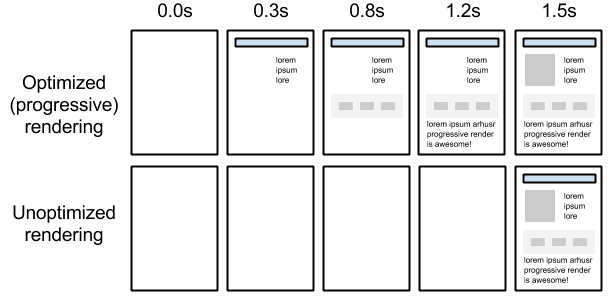 0.0s 0.3s 0.8s 1.2s 1.5s
Optimized
(progressive)
rendering
lorem
ipsum
lore
lorem
ipsum
lore
lorem
ipsum
lore
lorem ipsum arhusr
progressive render
is awesome!
lorem
ipsum
lore
lorem ipsum arhusr
progressive render
is awesome!
Unoptimized
rendering
lorem
ipsum
lore
lorem ipsum arhusr
progressive render
is awesome!